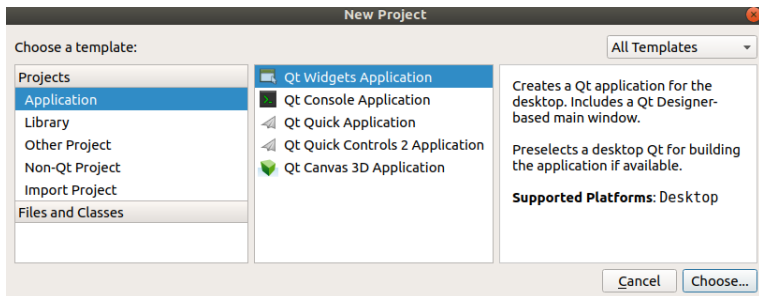 New Project
Choose a template:
All Templates
Projects
Application
Library
Other Project
Non-Qt Project
Import Project
Files and Classes
Qt Widgets Application
Qt Console Application
Qt Quick Application
Qt Quick Controls 2 Application
Qt Canvas 3D Application
Creates a Qt application for the
desktop. Includes a Qt Designer-
based main window.
Preselects a desktop Qt for building
the application if available.
Supported Platforms: Desktop
Cancel
Choose...